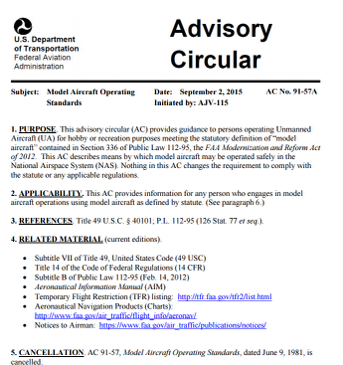 Advisory
Circular
U.S. Department
of Transportation
Federal Aviation
Administration
Subject: Model Aircraft Operating Date: September 2, 2015 AC No. 91-57A
Standards Initiated by: AJV-115
1. PURPOSE. This advisory circular (AC) provides guidance to persons operating Unmanned
Aircraft (UA) for hobby or recreation purposes meeting the statutory definition of “model
aircraft” contained in Section 336 of Public Law 112-95, the FAA Modernization and Reform Act
of 2012. This AC describes means by which model aircraft may be operated safely in the
National Airspace System (NAS). Nothing in this AC changes the requirement to comply with
the statute or any applicable regulations.
2. APPLICABILITY. This AC provides information for any person who engages in model
aircraft operations using model aircraft as defined by statute. (See paragraph 6.)
3. REFERENCES. Title 49 U.S.C. § 40101; P.L. 112-95 (126 Stat. 77 et seq.).
4. RELATED MATERIAL (current editions).
• Subtitle VII of Title 49, United States Code (49 USC)
• Title 14 of the Code of Federal Regulations (14 CFR)
• Subtitle B of Public Law 112-95 (Feb. 14, 2012)
• Aeronautical Information Manual (AIM)
• Temporary Flight Restriction (TFR) listing: http://tfr.faa.gov/tfr2/list.html
• Aeronautical Navigation Products (Charts):
http://www.faa.gov/air_traffic/flight_info/aeronav/
• Notices to Airman: https://www.faa.gov/air_traffic/publications/notices/
5. CANCELLATION. AC 91-57, Model Aircraft Operating Standards, dated June 9, 1981, is
cancelled.